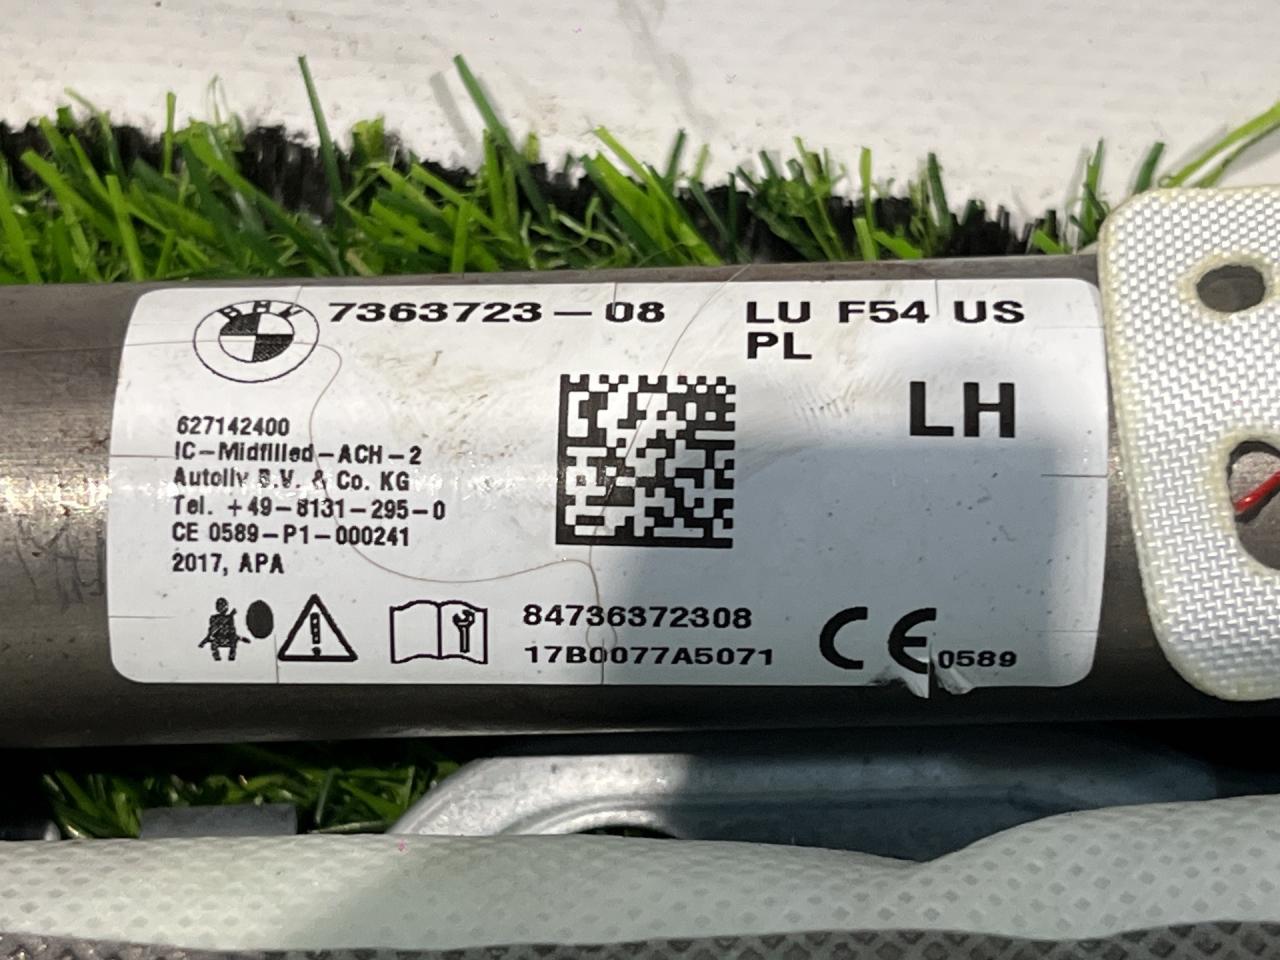 BMW
7363723-08 LU F54 US
PL
LH
627142400
IC-Midfilled-ACH-2
Autoliv B.V. & Co. KG
Tel. +49-8131-295-0
CE 0589-P1-000241
2017, APA
84736372308
17B0077A5071
CE 0589